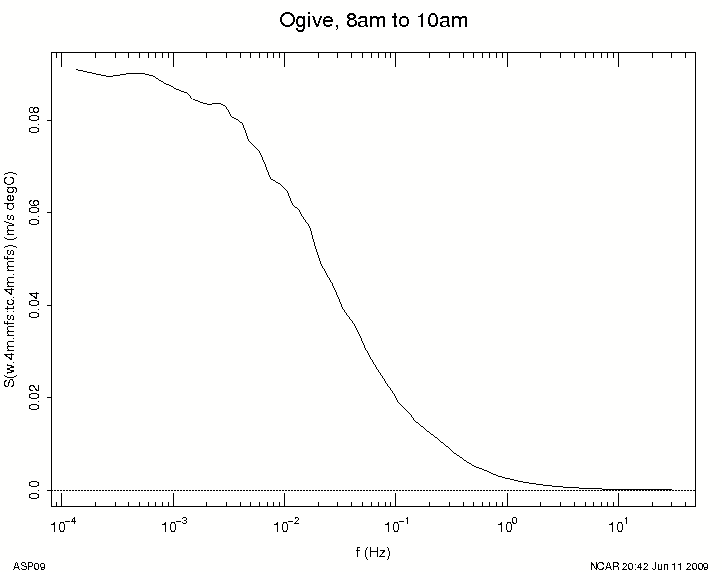 Ogive, 8am to 10am
S(w.4m.mfs:tc.4m.mfs) (m/s degC)
0.08
0.06
0.04
0.02
0.0
10^-4 10^-3 10^-2 10^-1 10^0 10^1
f (Hz)
ASP09 NCAR 20:42 Jun 11 2009